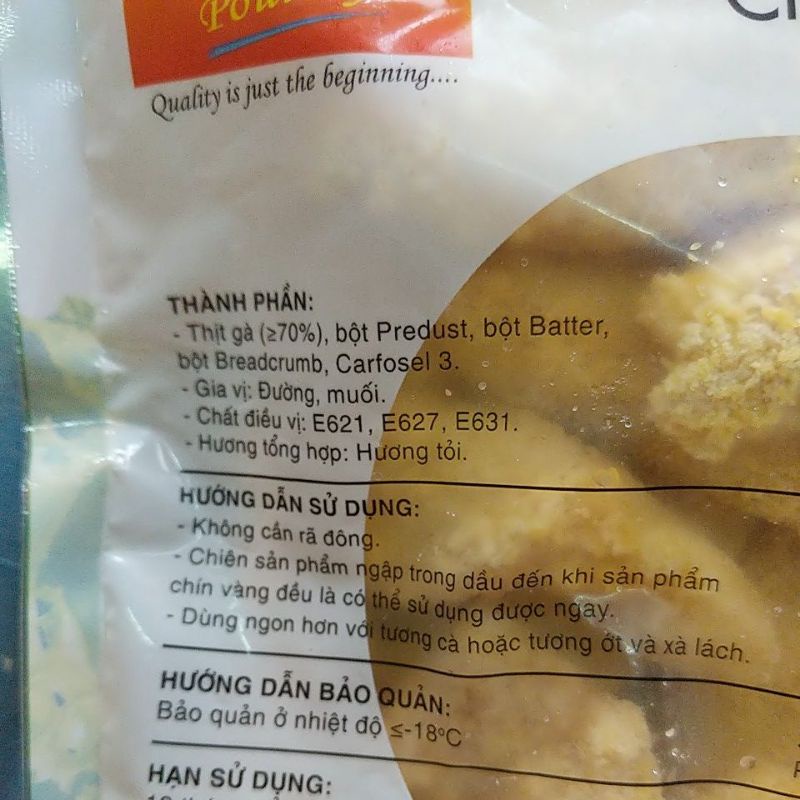 Quality is just the beginning....
THÀNH PHẦN:
- Thịt gà (≥70%), bột Predust, bột Batter,
bột Breadcrumb, Carfosel 3.
- Gia vị: Đường, muối.
- Chất điều vị: E621, E627, E631.
- Hương tổng hợp: Hương tỏi.
HƯỚNG DẪN SỬ DỤNG:
- Không cần rã đông.
- Chiên sản phẩm ngập trong dầu đến khi sản phẩm
chín vàng đều là có thể sử dụng được ngay.
- Dùng ngon hơn với tương cà hoặc tương ớt và xà lách.
HƯỚNG DẪN BẢO QUẢN:
Bảo quản ở nhiệt độ ≤-18ºC
HẠN SỬ DỤNG: